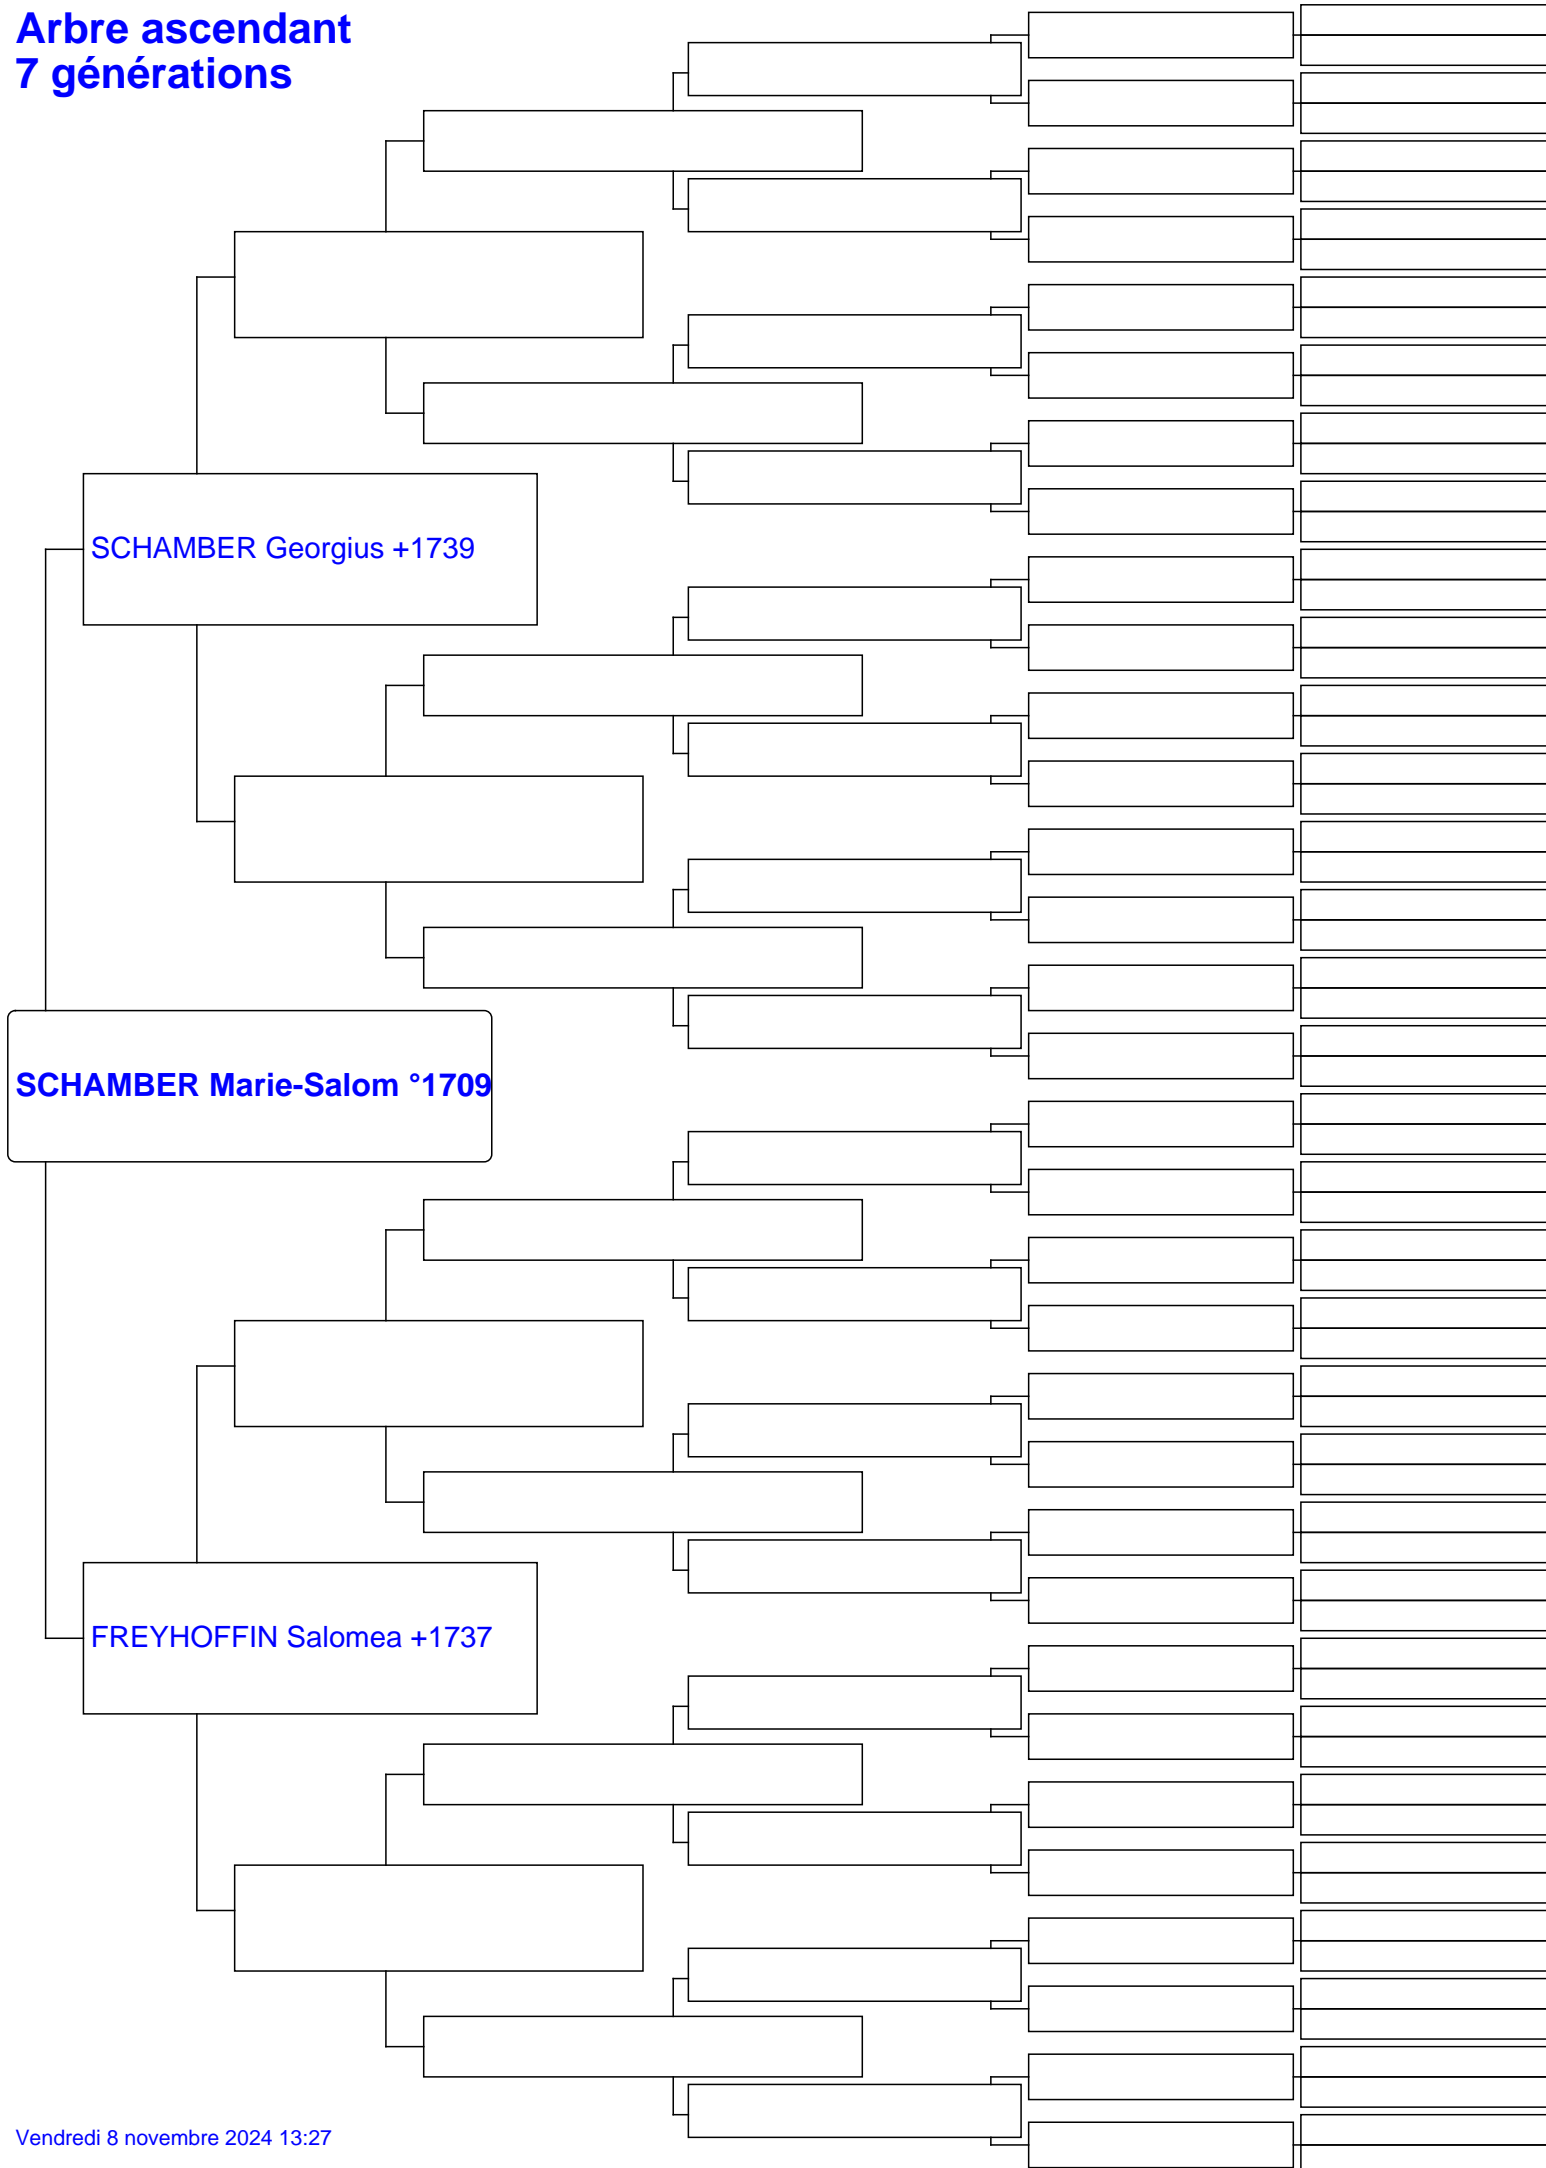 Arbre ascendant
7 générations
SCHAMBER Georgius +1739
SCHAMBER Marie-Salom °1709
FREYHOFFIN Salomea +1737
Vendredi 8 novembre 2024 13:27